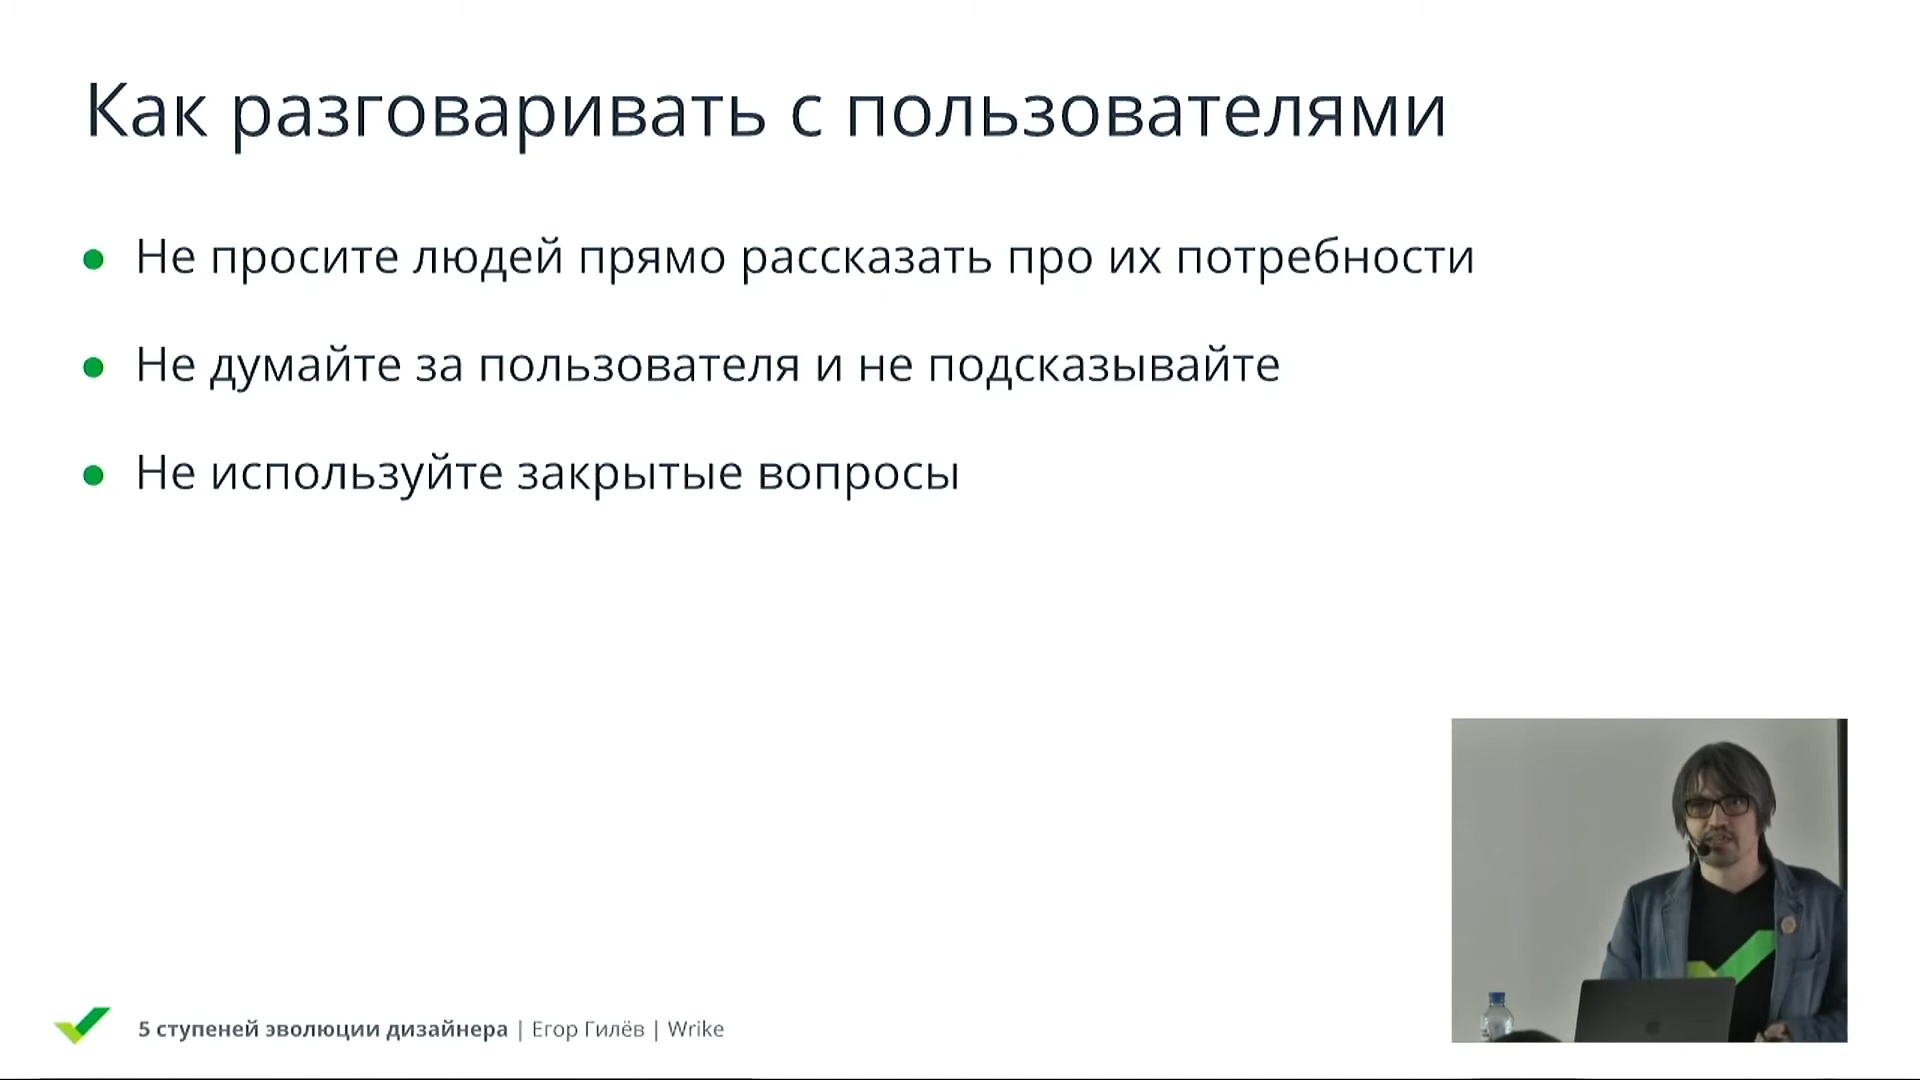 Как разговаривать с пользователями
Не просите людей прямо рассказать про их потребности
Не думайте за пользователя и не подсказывайте
Не используйте закрытые вопросы
5 ступеней эволюции дизайнера | Егор Гилёв | Wrike